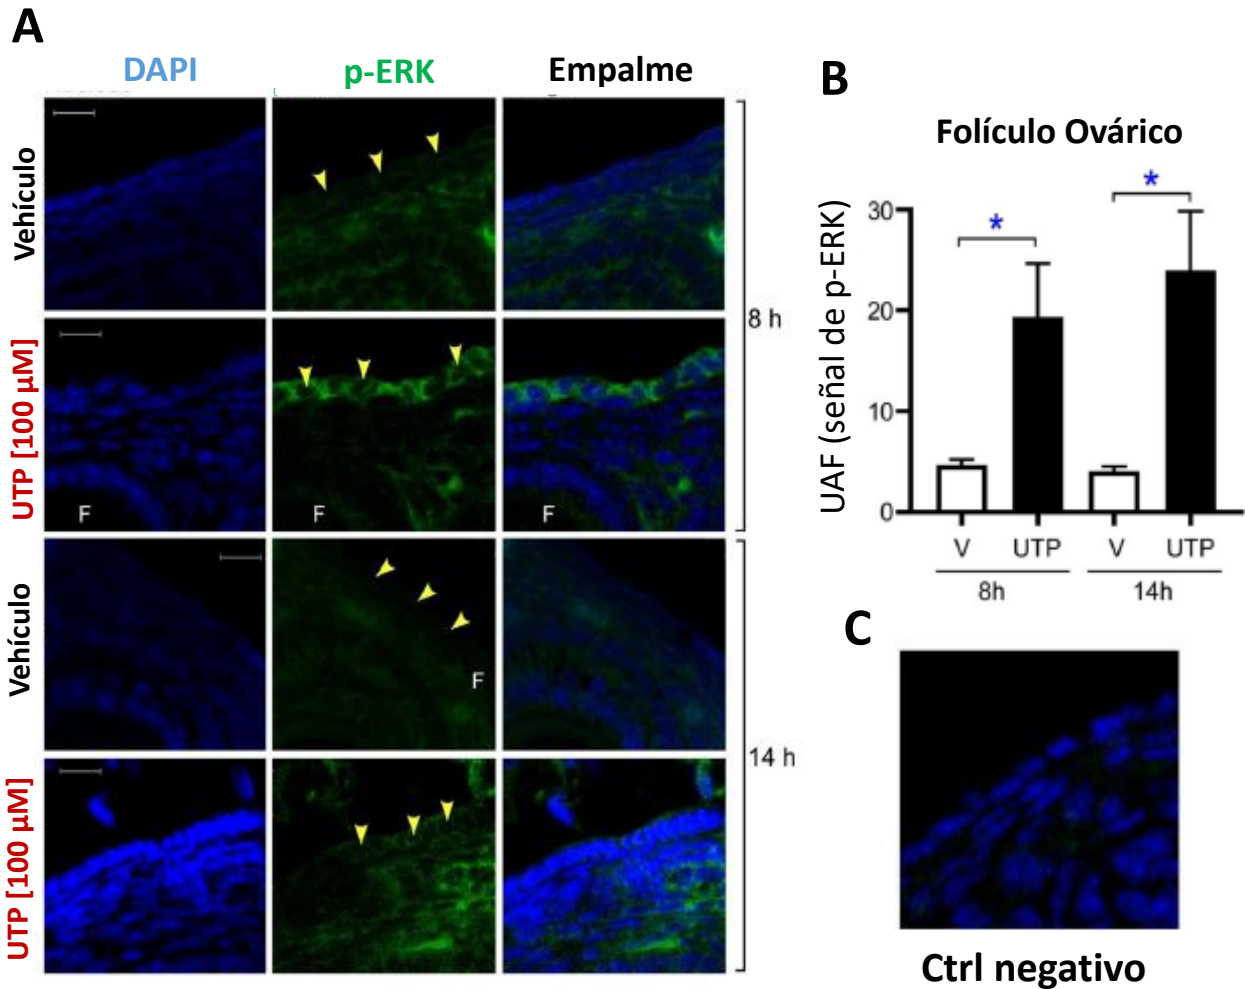 A
DAPI
p-ERK
Empalme
Vehículo
8 h
UTP [100 µM]
F
F
F
Vehículo
F
14 h
UTP [100 µM]
B
Folículo Ovárico
UAF (señal de p-ERK)
30
20
10
0
*
*
V
UTP
V
UTP
8h
14h
C
Ctrl negativo